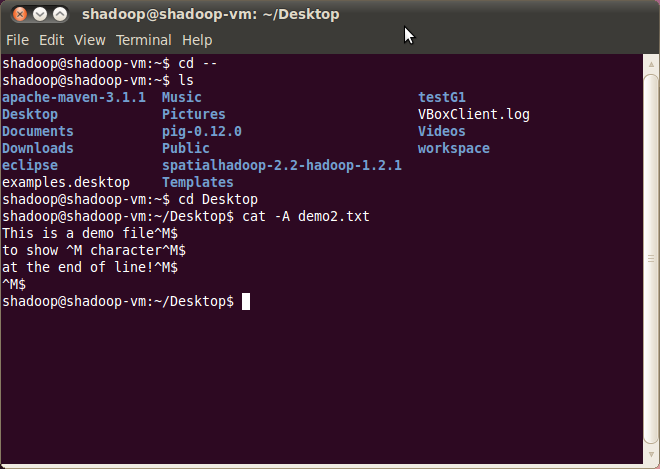 shadoop@shadoop-vm: ~/Desktop
File Edit View Terminal Help
shadoop@shadoop-vm:~$ cd --
shadoop@shadoop-vm:~$ ls
apache-maven-3.1.1 Music testG1
Desktop Pictures VBoxClient.log
Documents pig-0.12.0 Videos
Downloads Public workspace
eclipse spatialhadoop-2.2-hadoop-1.2.1
examples.desktop Templates
shadoop@shadoop-vm:~$ cd Desktop
shadoop@shadoop-vm:~/Desktop$ cat -A demo2.txt
This is a demo file^M$
to show ^M character^M$
at the end of line!^M$
^M$
shadoop@shadoop-vm:~/Desktop$